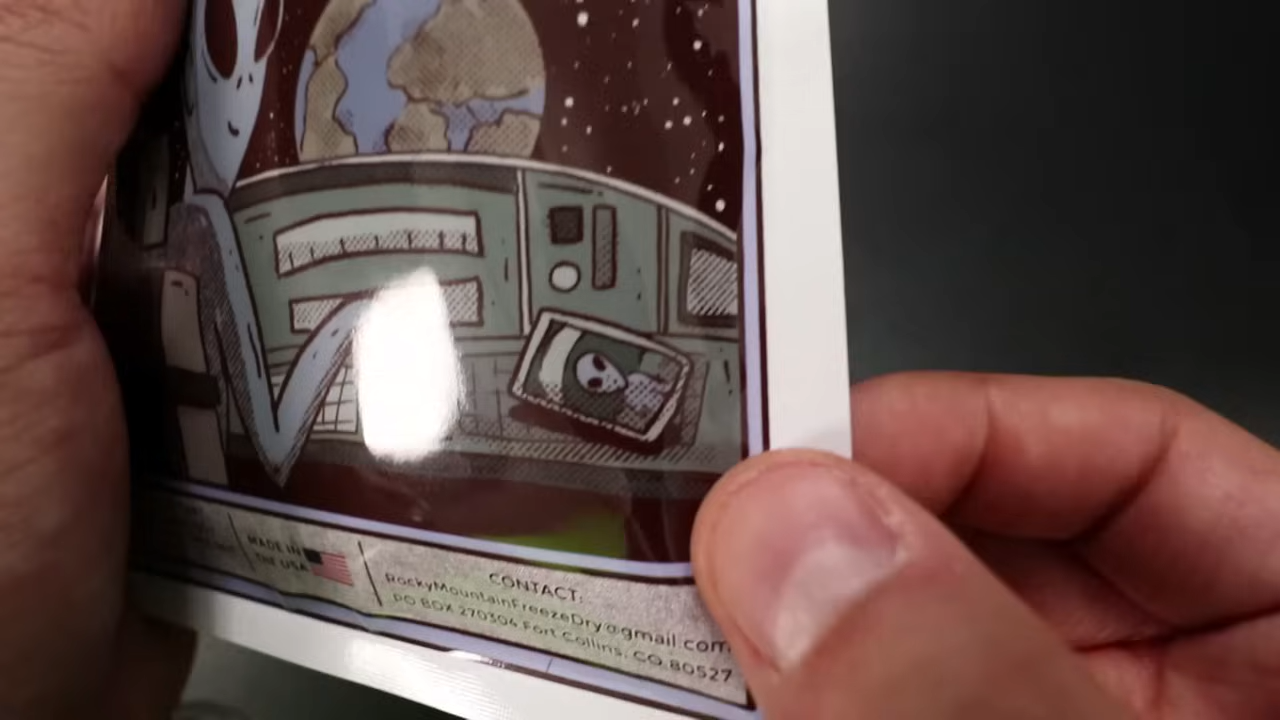 MADE IN
THE USA
CONTACT:
RockyMountainFreezeDry@gmail.com
PO BOX 270304 Fort Collins, CO 80527